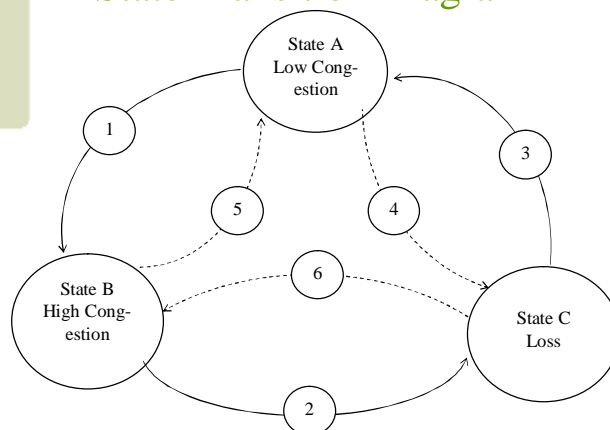 State A
Low Cong-
estion
1
3
5
4
6
State B
High Cong-
estion
State C
Loss
2